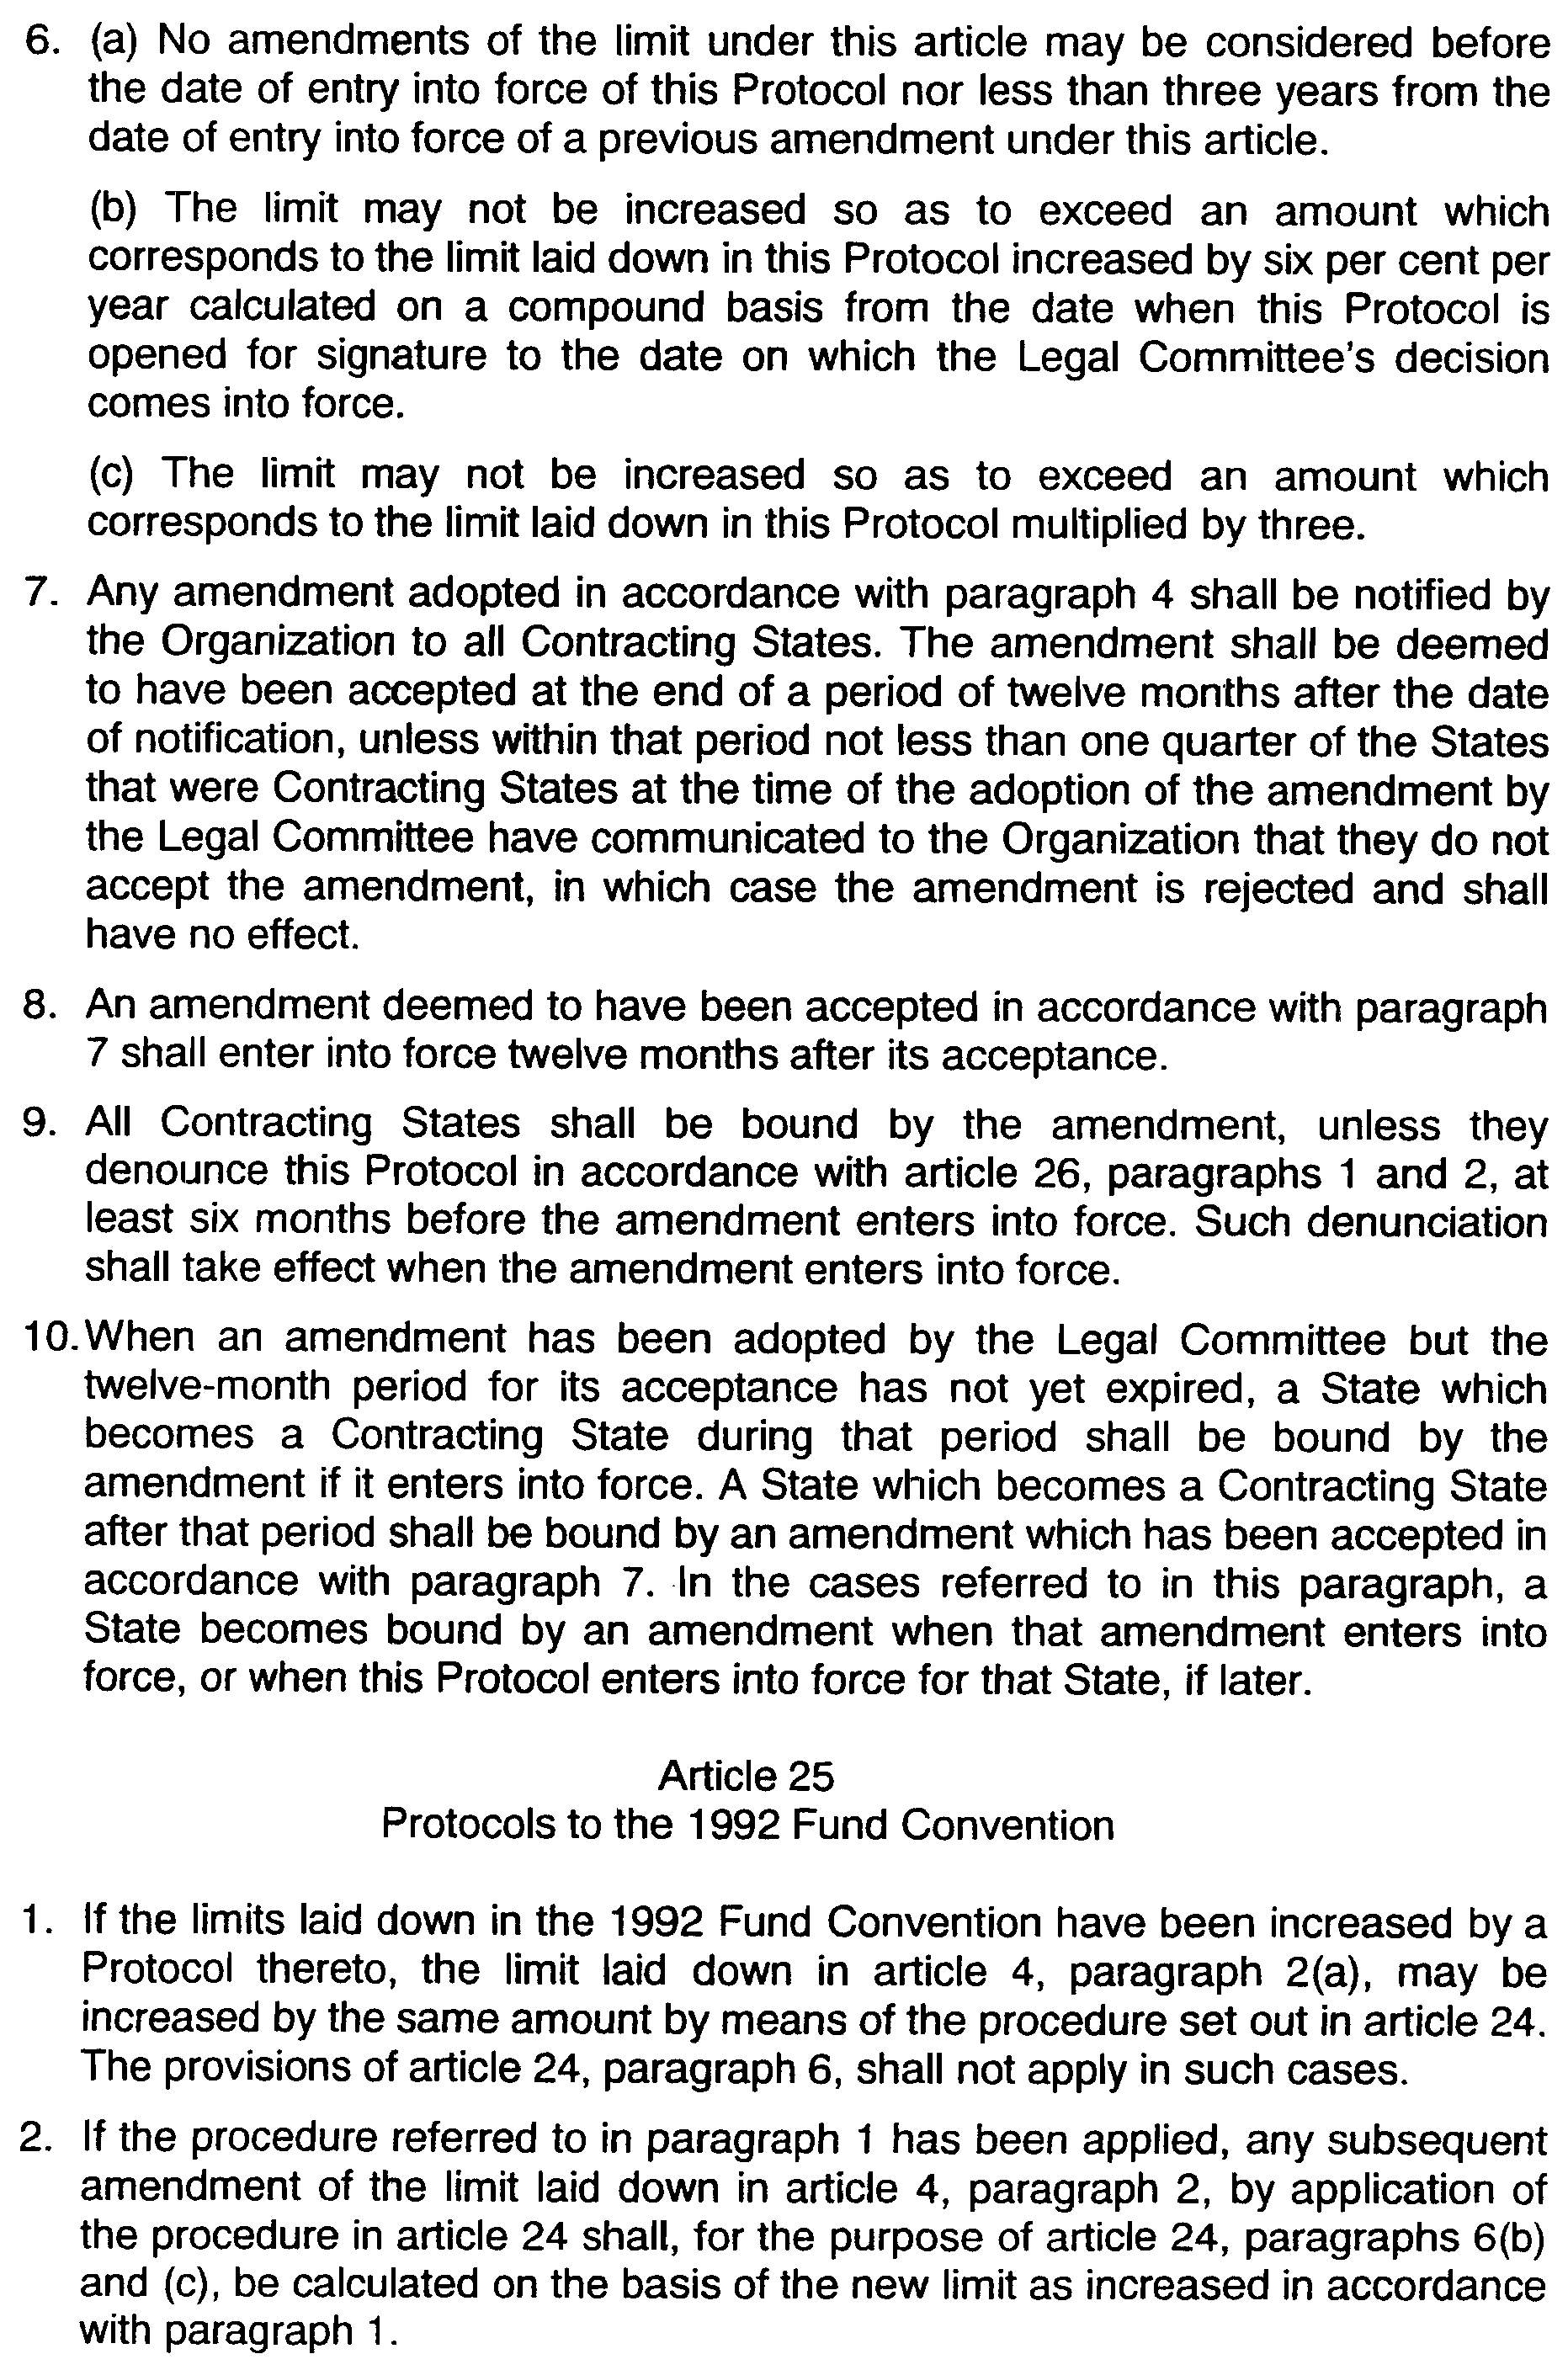 6. (a) No amendments of the limit under this article may be considered before
the date of entry into force of this Protocol nor less than three years from the
date of entry into force of a previous amendment under this article.
(b) The limit may not be increased so as to exceed an amount which
corresponds to the limit laid down in this Protocol increased by six per cent per
year calculated on a compound basis from the date when this Protocol is
opened for signature to the date on which the Legal Committee's decision
comes into force.
(c) The limit may not be increased so as to exceed an amount which
corresponds to the limit laid down in this Protocol multiplied by three.
7. Any amendment adopted in accordance with paragraph 4 shall be notified by
the Organization to all Contracting States. The amendment shall be deemed
to have been accepted at the end of a period of twelve months after the date
of notification, unless within that period not less than one quarter of the States
that were Contracting States at the time of the adoption of the amendment by
the Legal Committee have communicated to the Organization that they do not
accept the amendment, in which case the amendment is rejected and shall
have no effect.
8. An amendment deemed to have been accepted in accordance with paragraph
7 shall enter into force twelve months after its acceptance.
9. All Contracting States shall be bound by the amendment, unless they
denounce this Protocol in accordance with article 26, paragraphs 1 and 2, at
least six months before the amendment enters into force. Such denunciation
shall take effect when the amendment enters into force.
10. When an amendment has been adopted by the Legal Committee but the
twelve-month period for its acceptance has not yet expired, a State which
becomes a Contracting State during that period shall be bound by the
amendment if it enters into force. A State which becomes a Contracting State
after that period shall be bound by an amendment which has been accepted in
accordance with paragraph 7. In the cases referred to in this paragraph, a
State becomes bound by an amendment when that amendment enters into
force, or when this Protocol enters into force for that State, if later.
Article 25
Protocols to the 1992 Fund Convention
1. If the limits laid down in the 1992 Fund Convention have been increased by a
Protocol thereto, the limit laid down in article 4, paragraph 2(a), may be
increased by the same amount by means of the procedure set out in article 24.
The provisions of article 24, paragraph 6, shall not apply in such cases.
2. If the procedure referred to in paragraph 1 has been applied, any subsequent
amendment of the limit laid down in article 4, paragraph 2, by application of
the procedure in article 24 shall, for the purpose of article 24, paragraphs 6(b)
and (c), be calculated on the basis of the new limit as increased in accordance
with paragraph 1.